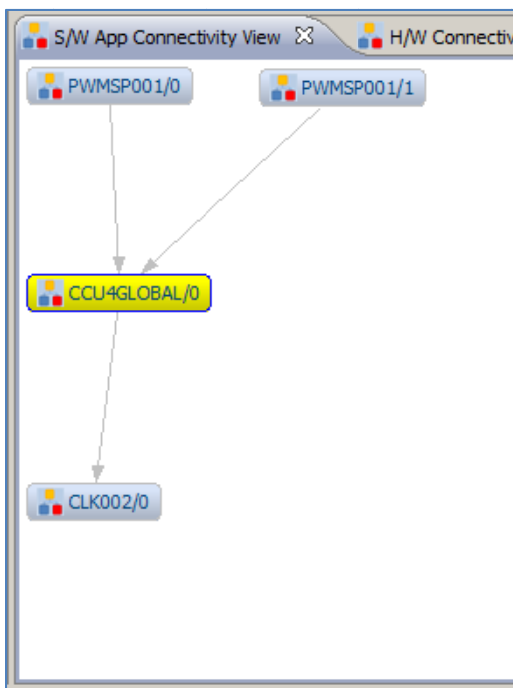 S/W App Connectivity View
H/W Connectiv
PWMSP001/0
PWMSP001/1
CCU4GLOBAL/0
CLK002/0